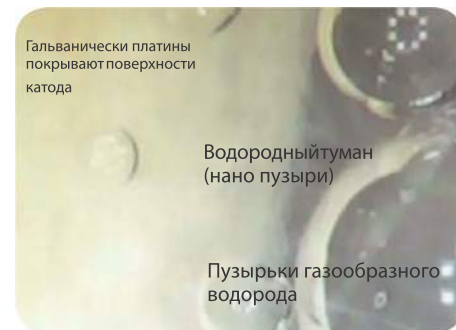 Гальванически платины
покрывают поверхности
катода
Водородныйтуман
(нано пузыри)
Пузырьки газообразного
водорода